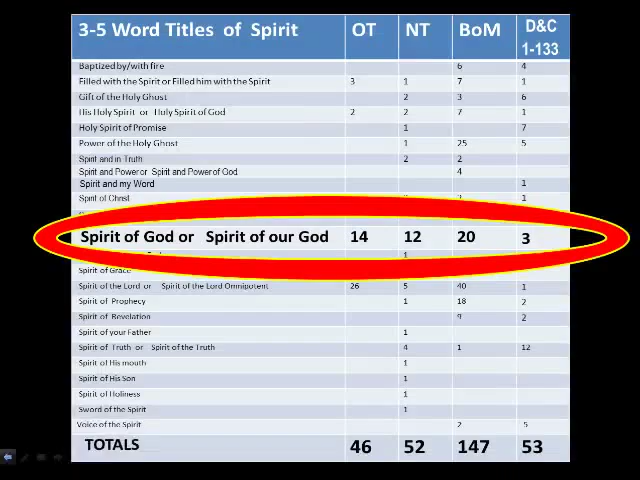 3-5 Word Titles of Spirit OT NT BoM D&C 1-133
Baptized by/with fire 6 4
Filled with the Spirit or Filled him with the Spirit 3 1 7 1
Gift of the Holy Ghost 2 3 6
His Holy Spirit or Holy Spirit of God 2 2 7 1
Holy Spirit of Promise 1 7
Power of the Holy Ghost 1 25 5
Spirit and in Truth 2 2
Spirit and Power or Spirit and Power of God 4
Spirit and my Word 1
Spirit of Christ 1
Spirit of God or Spirit of our God 14 12 20 3
1
Spirit of Grace
Spirit of the Lord or Spirit of the Lord Omnipotent 26 5 40 1
Spirit of Prophecy 1 18 2
Spirit of Revelation 9 2
Spirit of your Father 1
Spirit of Truth or Spirit of the Truth 4 1 12
Spirit of His mouth 1
Spirit of His Son 1
Spirit of Holiness 1
Sword of the Spirit 1
Voice of the Spirit 2 5
TOTALS 46 52 147 53